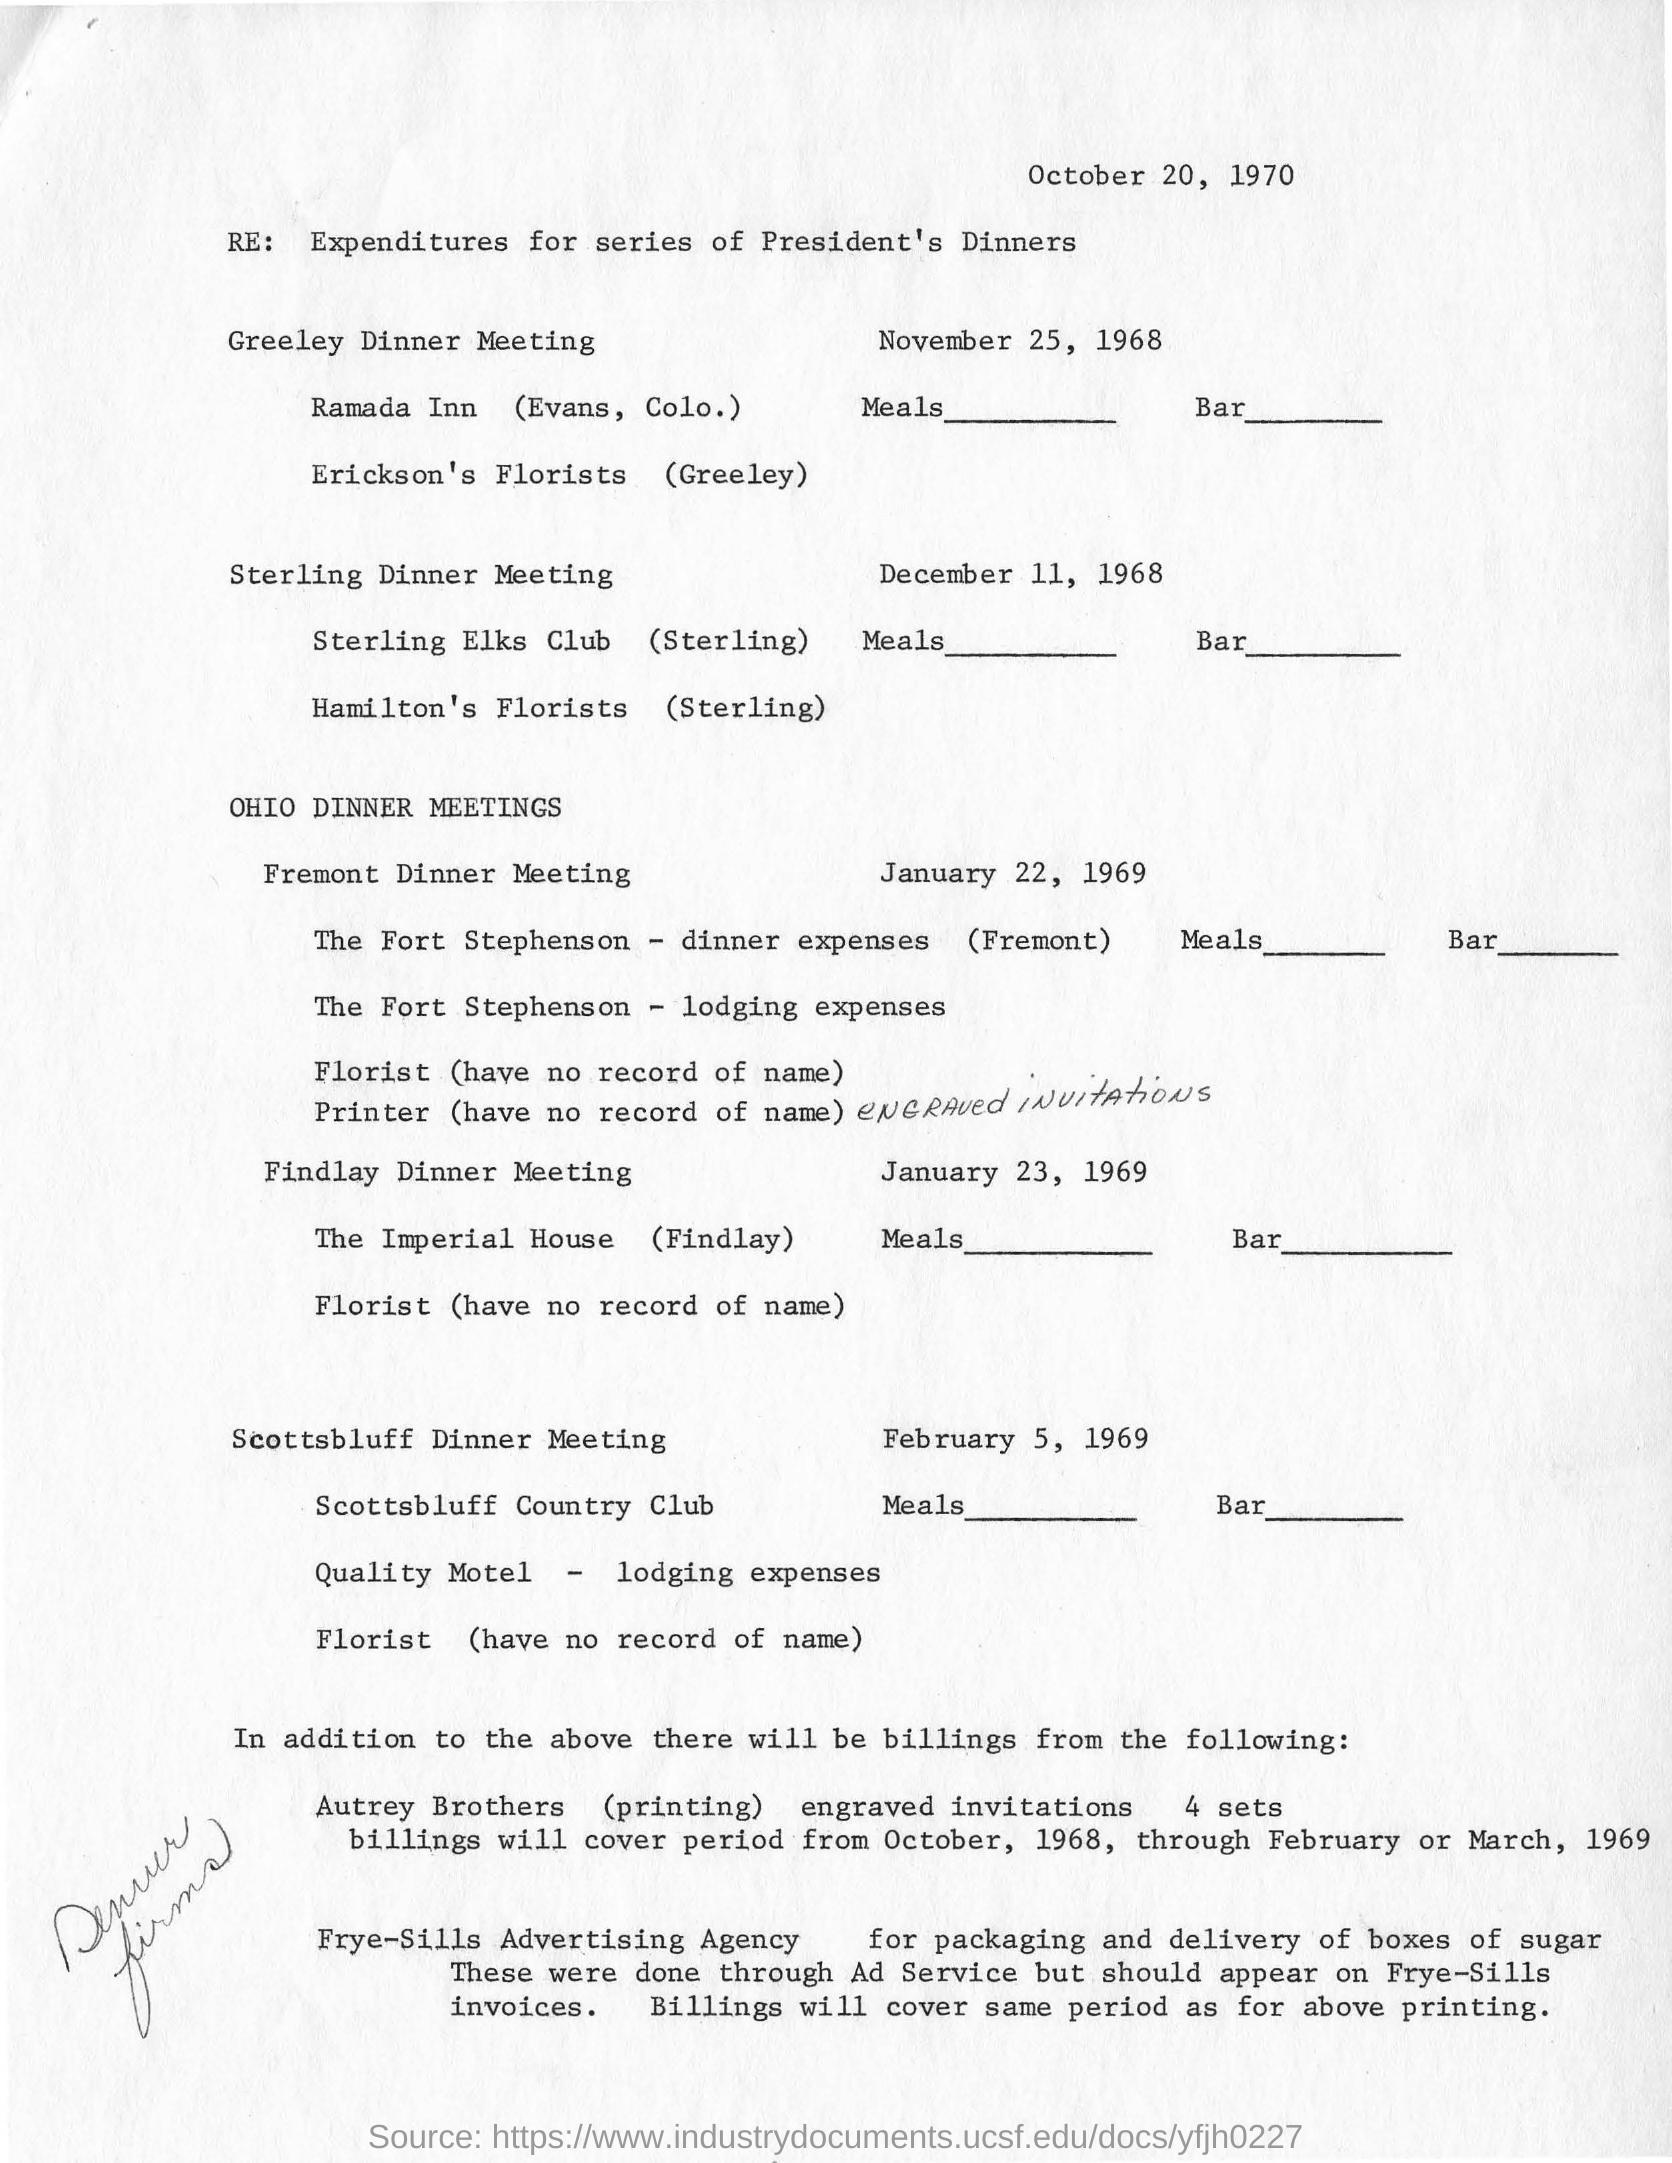 October 20, 1970
RE: Expenditures for series of President's Dinners
Greeley Dinner Meeting November 25, 1968
Ramada Inn (Evans, Colo.) Meals__________ Bar________
Erickson's Florists (Greeley)
Sterling Dinner Meeting December 11, 1968
Sterling Elks Club (Sterling) Meals__________ Bar_________
Hamilton's Florists (Sterling)
OHIO DINNER MEETINGS
Fremont Dinner Meeting January 22, 1969
The Fort Stephenson - dinner expenses (Fremont) Meals_______ Bar_______
The Fort Stephenson - lodging expenses
Florist (have no record of name)
Printer (have no record of name) engraved invitations
Findlay Dinner Meeting January 23, 1969
The Imperial House (Findlay) Meals___________ Bar__________
Florist (have no record of name)
Scottsbluff Dinner Meeting February 5, 1969
Scottsbluff Country Club Meals__________ Bar________
Quality Motel - lodging expenses
Florist (have no record of name)
In addition to the above there will be billings from the following:
Autrey Brothers (printing) engraved invitations 4 sets
billings will cover period from October, 1968, through February or March, 1969
Denver
firms
Frye-Sills Advertising Agency for packaging and delivery of boxes of sugar
These were done through Ad Service but should appear on Frye-Sills
invoices. Billings will cover same period as for above printing.
Source: https://www.industrydocuments.ucsf.edu/docs/yfjh0227